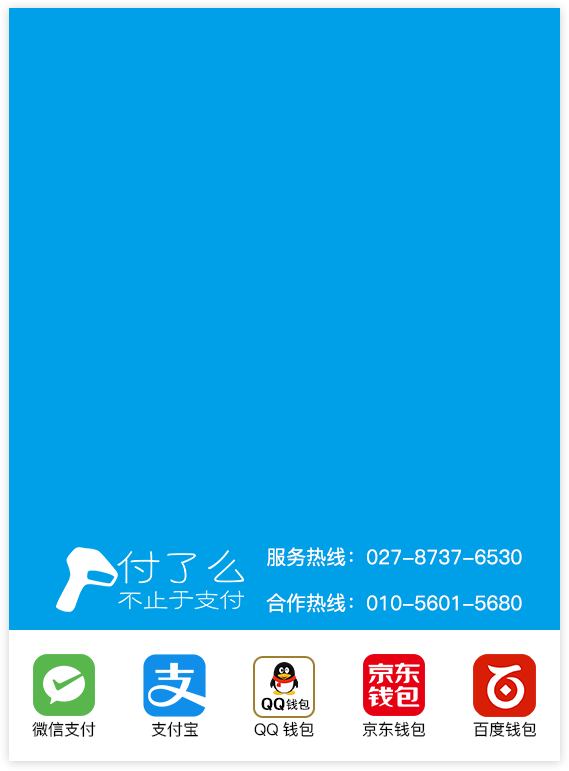 付了么
不止于支付
服务热线：027-8737-6530
合作热线：010-5601-5680
支
QQ钱包
京东
钱包
微信支付
支付宝
QQ 钱包
京东钱包
百度钱包